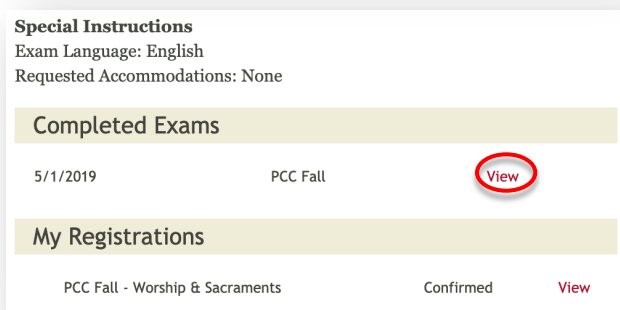 Special Instructions
Exam Language: English
Requested Accommodations: None
Completed Exams
5/1/2019 PCC Fall View
My Registrations
PCC Fall - Worship & Sacraments Confirmed View